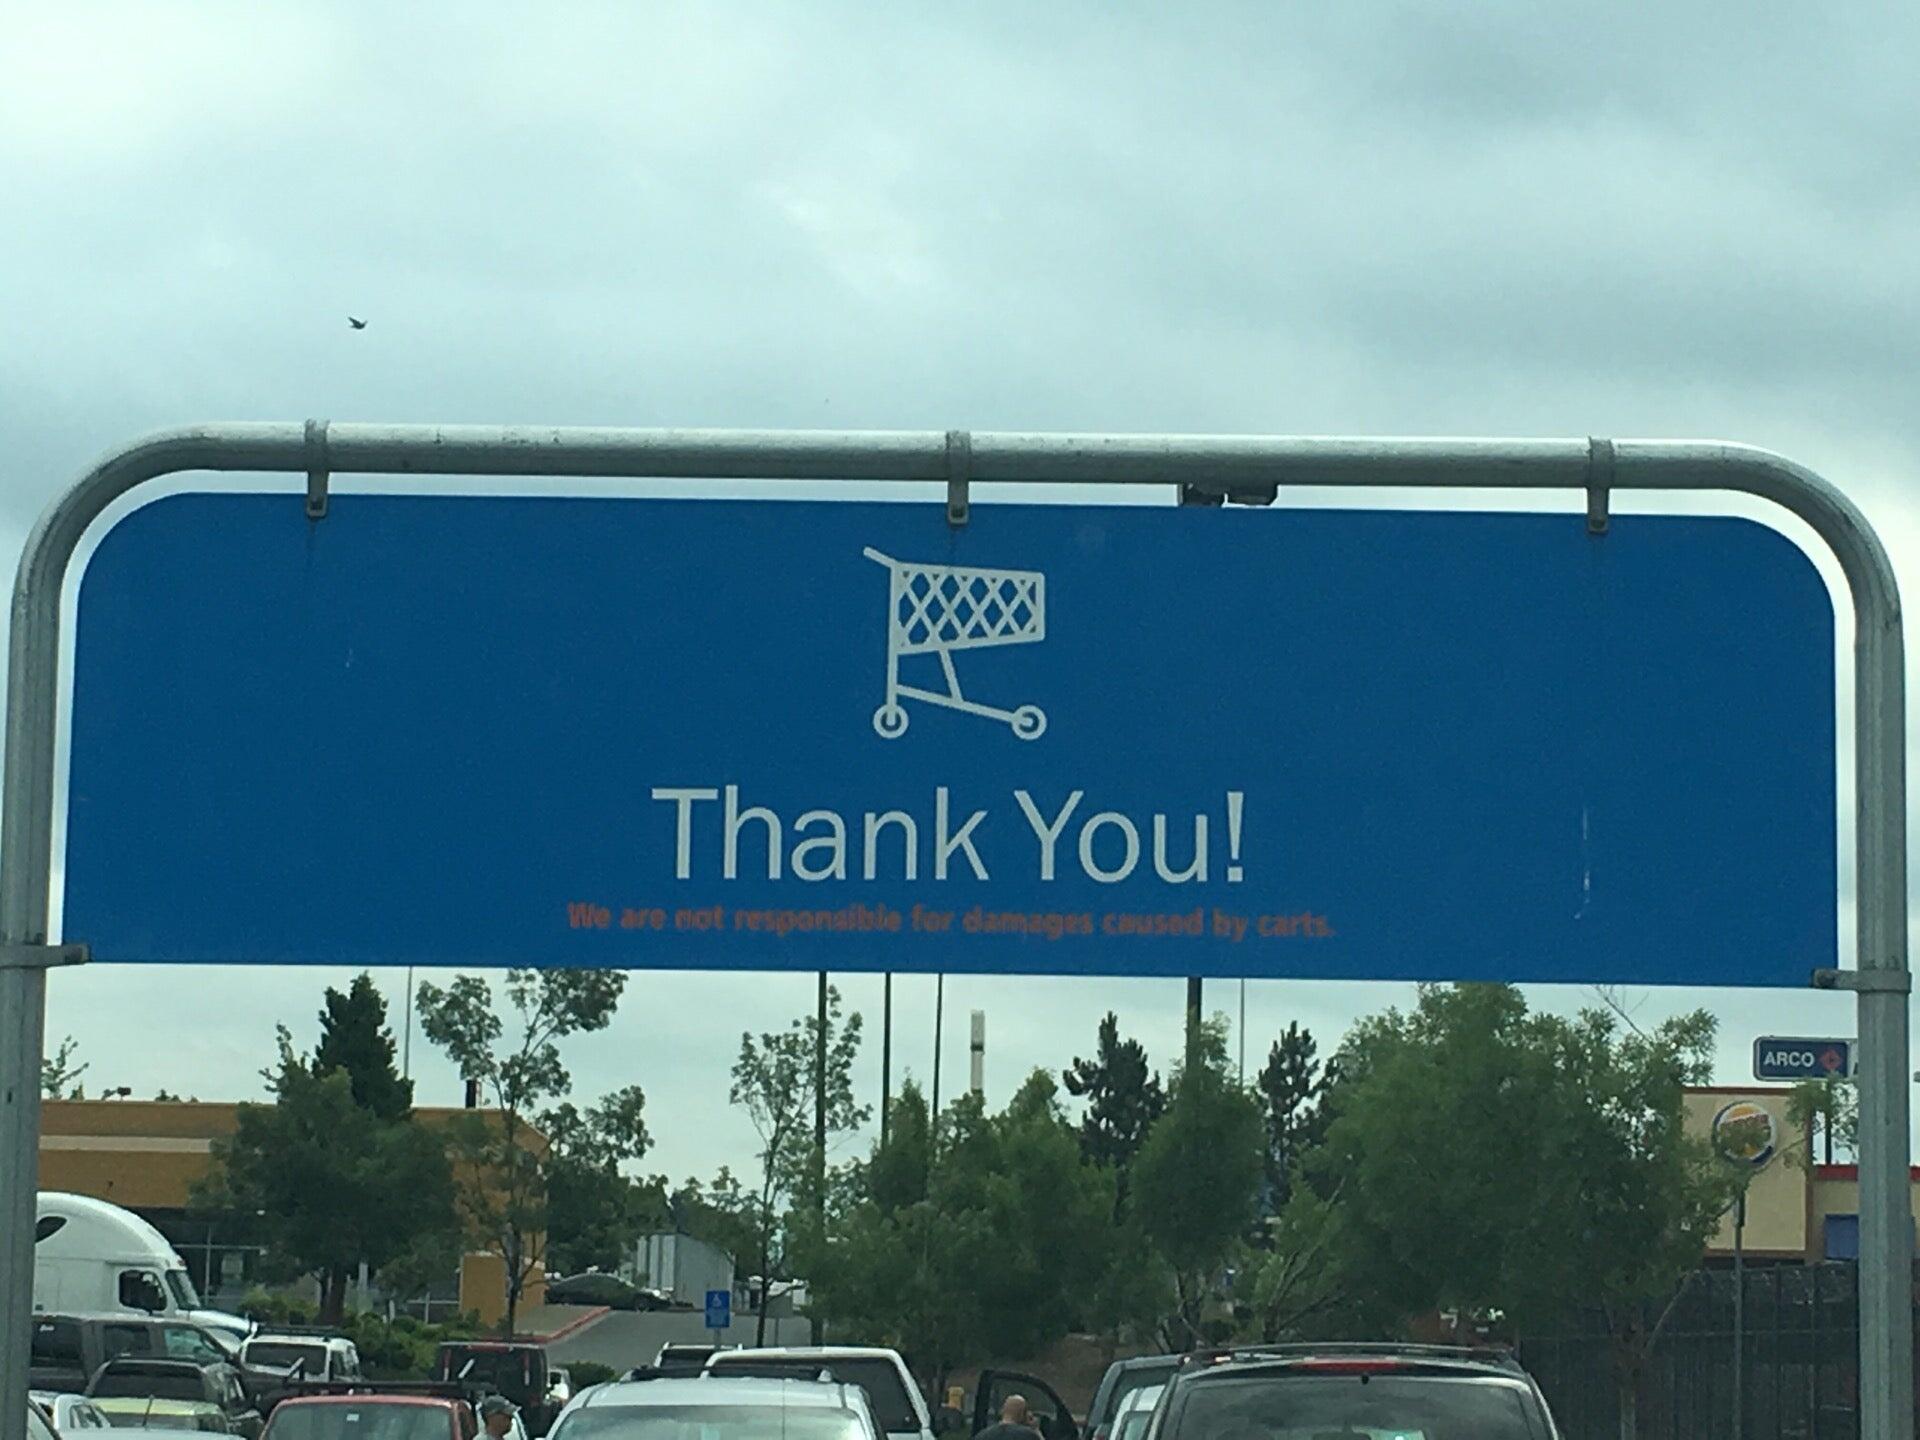 Thank You!
We are not responsible for damages caused by carts.
ARCO